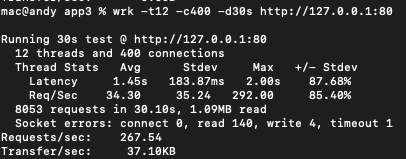 mac@andy app3 % wrk -t12 -c400 -d30s http://127.0.0.1:80
Running 30s test @ http://127.0.0.1:80
12 threads and 400 connections
Thread Stats Avg Stdev Max +/- Stdev
Latency 1.45s 183.87ms 2.00s 87.68%
Req/Sec 34.30 35.24 292.00 85.40%
8053 requests in 30.10s, 1.09MB read
Socket errors: connect 0, read 140, write 4, timeout 1
Requests/sec: 267.54
Transfer/sec: 37.10KB